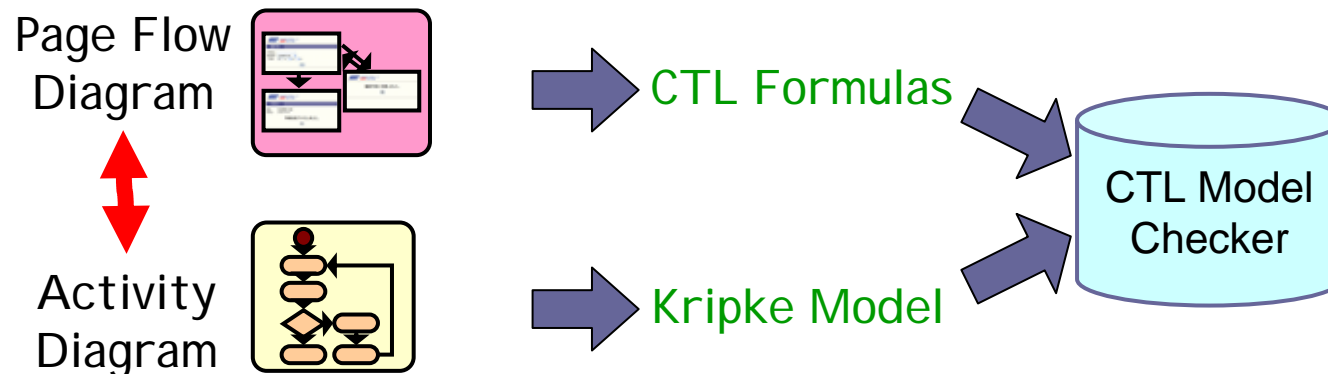 Page Flow
Diagram
CTL Formulas
CTL Model
Checker
Activity
Diagram
Kripke Model